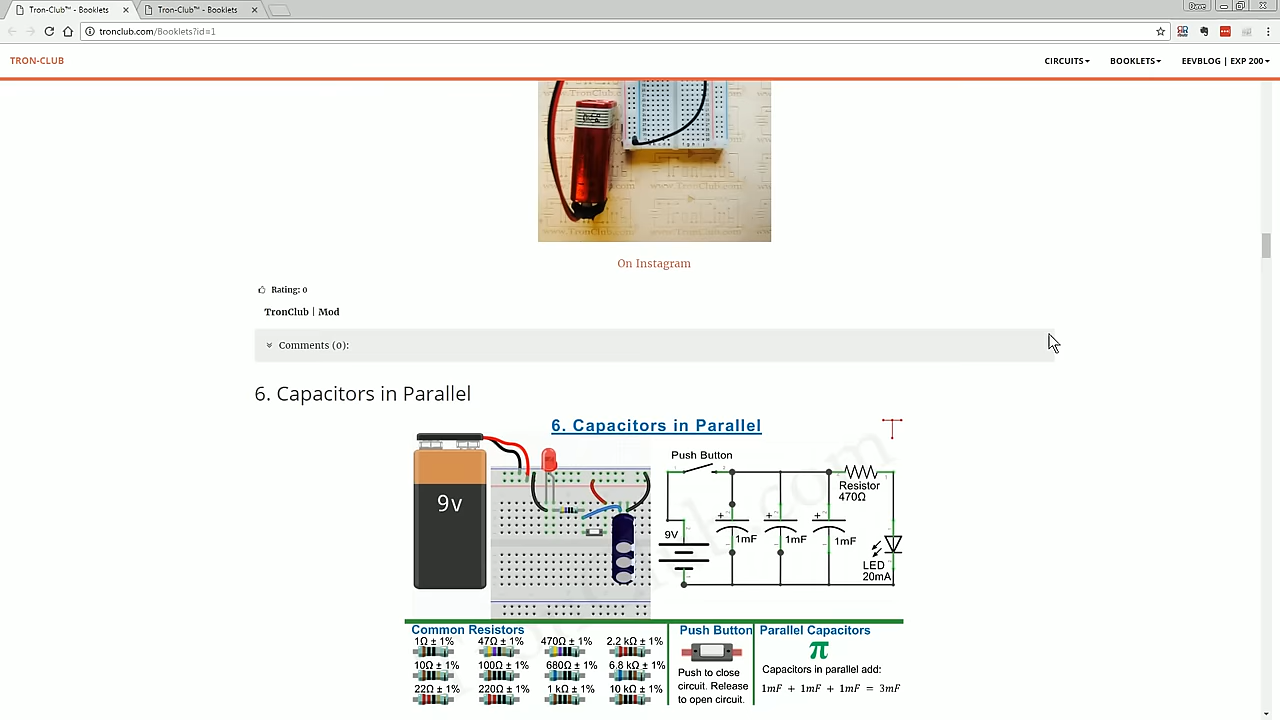 Tron-Club™ - Booklets
Tron-Club™ - Booklets
Dave
tronclub.com/Booklets?id=1
TRON-CLUB
CIRCUITS
BOOKLETS
EEVBLOG | EXP 200
www.TronClub.com
On Instagram
Rating: 0
TronClub | Mod
Comments (0):
6. Capacitors in Parallel
6. Capacitors in Parallel
Push Button
Resistor
470Ω
9v
9V
+
+
+
1mF
1mF
1mF
LED
20mA
Common Resistors
1Ω ± 1% 47Ω ± 1% 470Ω ± 1% 2.2 kΩ ± 1%
10Ω ± 1% 100Ω ± 1% 680Ω ± 1% 6.8 kΩ ± 1%
22Ω ± 1% 220Ω ± 1% 1 kΩ ± 1% 10 kΩ ± 1%
Push Button
Push to close
circuit. Release
to open circuit.
Parallel Capacitors
π
Capacitors in parallel add:
1mF + 1mF + 1mF = 3mF